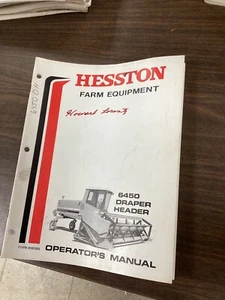 HESSTON
FARM EQUIPMENT
6450
DRAPER
HEADER
OPERATOR'S MANUAL